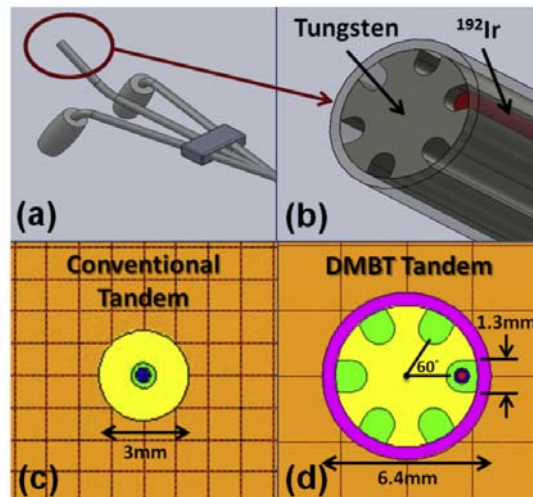 Tungsten
¹⁹²Ir
(a)
(b)
Conventional
Tandem
3mm
(c)
DMBT Tandem
1.3mm
60°
6.4mm
(d)